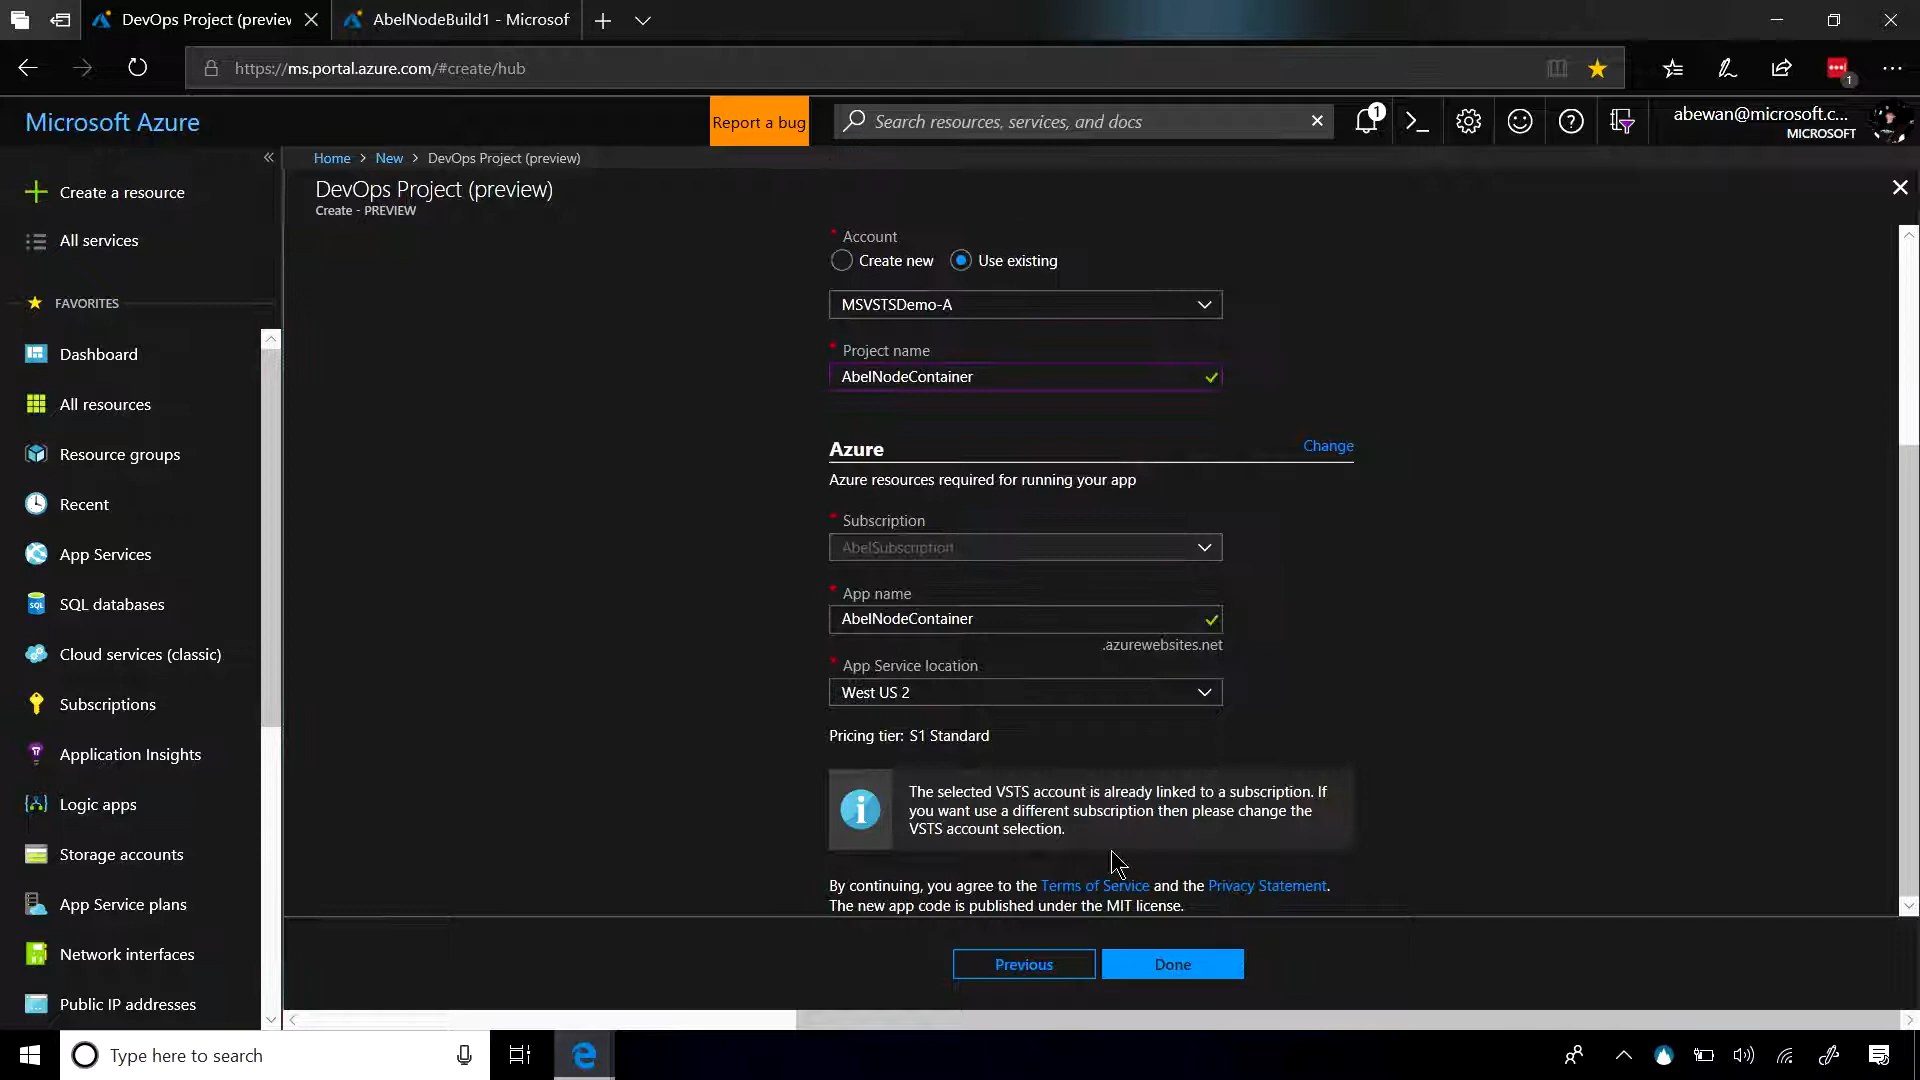 DevOps Project (preview
AbelNodeBuild1 - Microsof
https://ms.portal.azure.com/#create/hub
1
Microsoft Azure
Report a bug
Search resources, services, and docs
1
abewan@microsoft.c...
MICROSOFT
Home > New > DevOps Project (preview)
DevOps Project (preview)
Create - PREVIEW
Create a resource
All services
FAVORITES
Dashboard
All resources
Resource groups
Recent
App Services
SQL databases
Cloud services (classic)
Subscriptions
Application Insights
Logic apps
Storage accounts
App Service plans
Network interfaces
Public IP addresses
* Account
Create new
Use existing
MSVSTSDemo-A
* Project name
AbelNodeContainer
Azure
Change
Azure resources required for running your app
* Subscription
AbelSubscription
* App name
AbelNodeContainer
.azurewebsites.net
* App Service location
West US 2
Pricing tier: S1 Standard
The selected VSTS account is already linked to a subscription. If
you want use a different subscription then please change the
VSTS account selection.
By continuing, you agree to the Terms of Service and the Privacy Statement.
The new app code is published under the MIT license.
Previous
Done
Type here to search